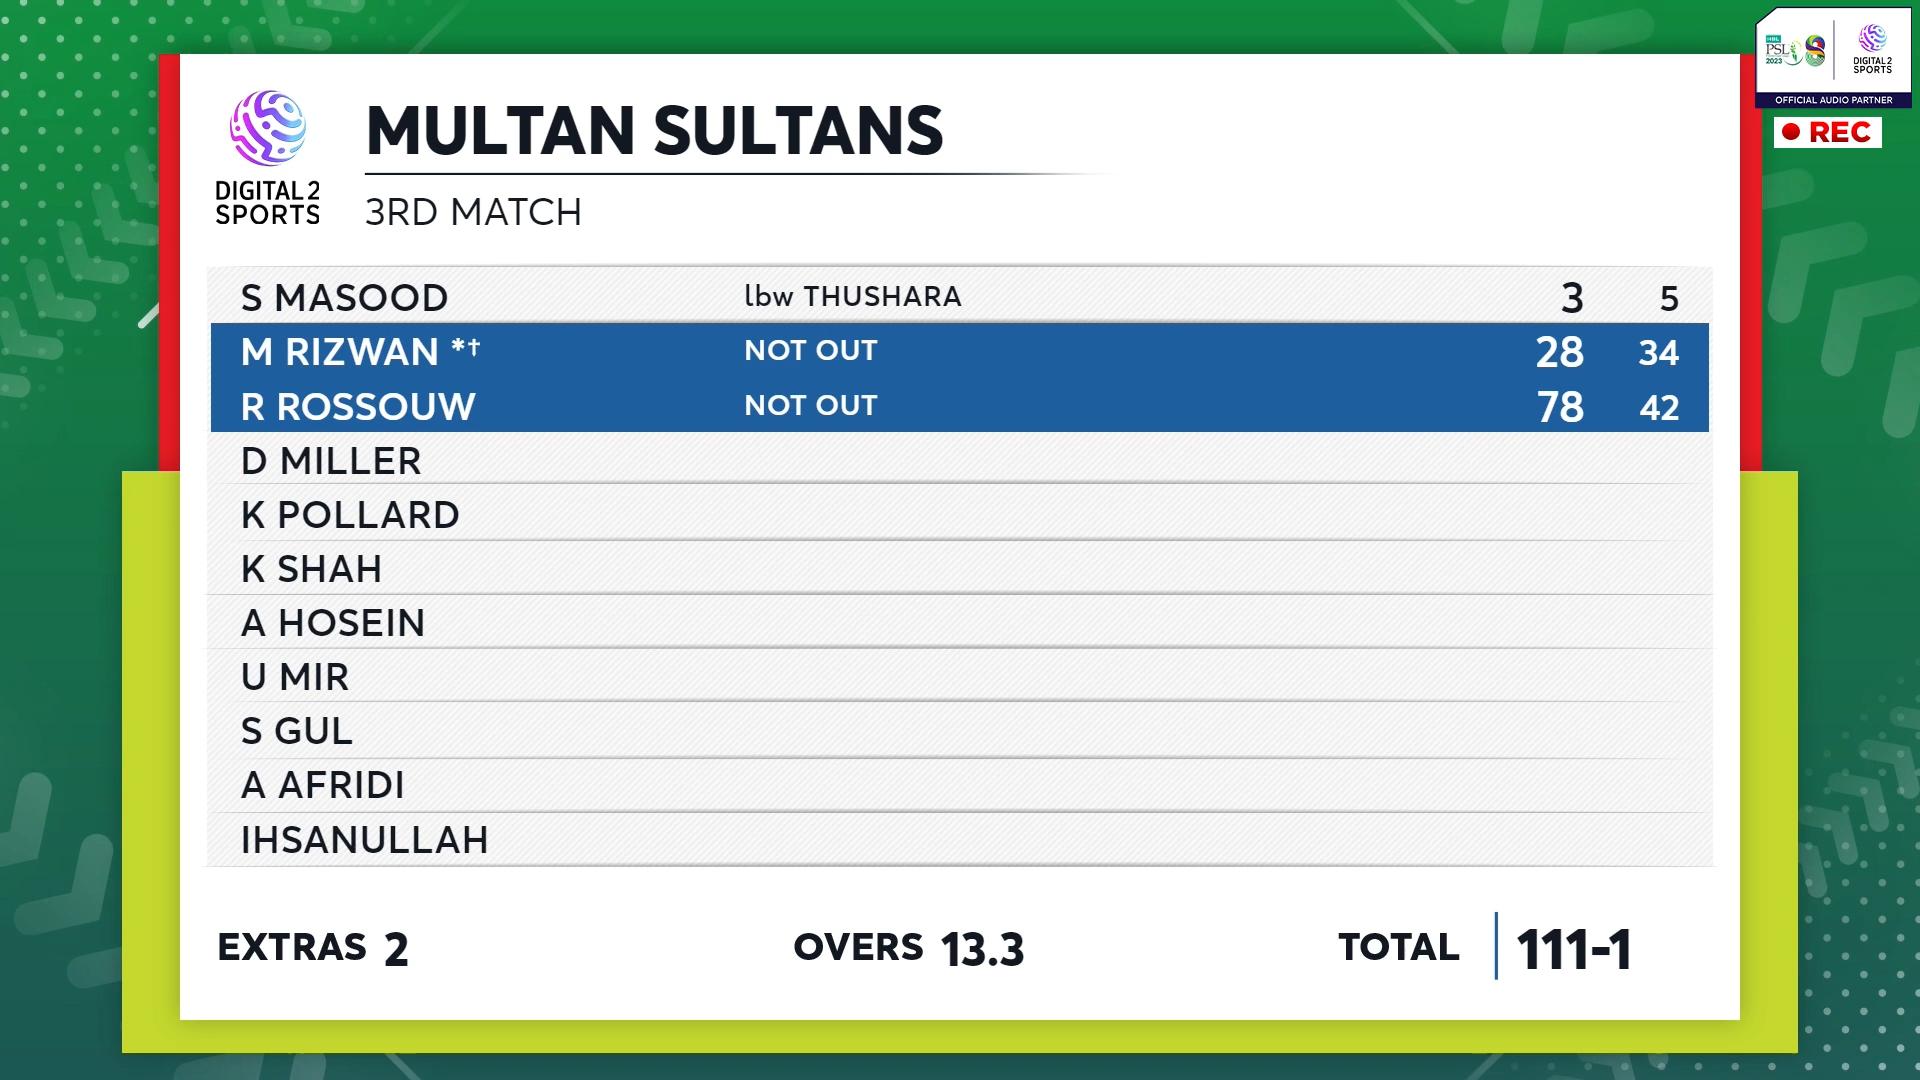 HBL
PSL
2023
8
DIGITAL 2
SPORTS
OFFICIAL AUDIO PARTNER
REC
DIGITAL 2
SPORTS
MULTAN SULTANS
3RD MATCH
S MASOOD lbw THUSHARA 3 5
M RIZWAN *† NOT OUT 28 34
R ROSSOUW NOT OUT 78 42
D MILLER
K POLLARD
K SHAH
A HOSEIN
U MIR
S GUL
A AFRIDI
IHSANULLAH
EXTRAS 2 OVERS 13.3 TOTAL 111-1